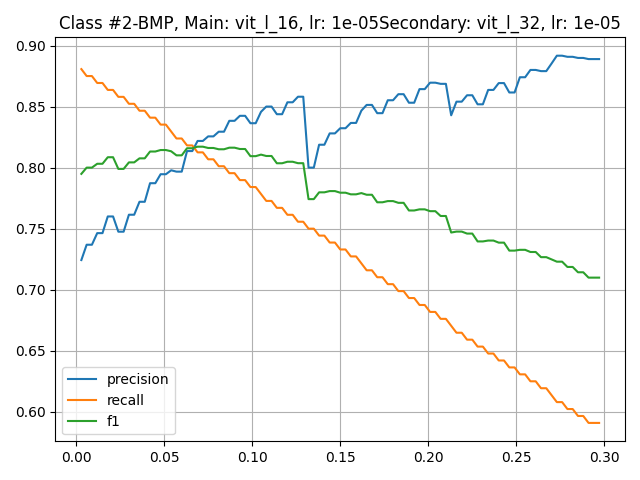 Class #2-BMP, Main: vit_l_16, lr: 1e-05Secondary: vit_l_32, lr: 1e-05
0.90
0.85
0.80
0.75
0.70
0.65
0.60
precision
recall
f1
0.00 0.05 0.10 0.15 0.20 0.25 0.30